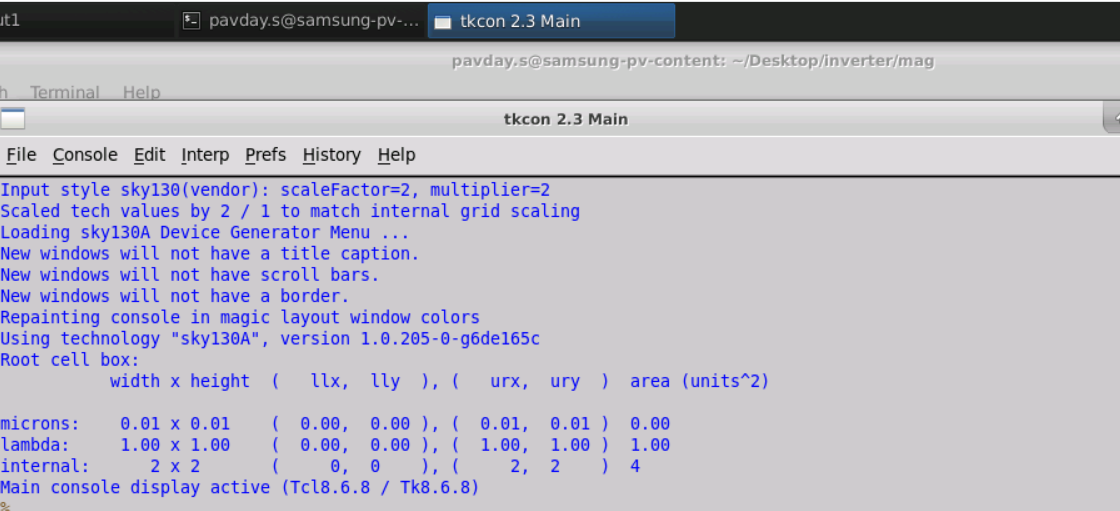 ut1 pavday.s@samsung-pv-... tkcon 2.3 Main
pavday.s@samsung-pv-content: ~/Desktop/inverter/mag
h Terminal Help
tkcon 2.3 Main
File Console Edit Interp Prefs History Help
Input style sky130(vendor): scaleFactor=2, multiplier=2
Scaled tech values by 2 / 1 to match internal grid scaling
Loading sky130A Device Generator Menu ...
New windows will not have a title caption.
New windows will not have scroll bars.
New windows will not have a border.
Repainting console in magic layout window colors
Using technology "sky130A", version 1.0.205-0-g6de165c
Root cell box:
width x height ( llx, lly ), ( urx, ury ) area (units^2)
microns: 0.01 x 0.01 ( 0.00, 0.00 ), ( 0.01, 0.01 ) 0.00
lambda: 1.00 x 1.00 ( 0.00, 0.00 ), ( 1.00, 1.00 ) 1.00
internal: 2 x 2 ( 0, 0 ), ( 2, 2 ) 4
Main console display active (Tcl8.6.8 / Tk8.6.8)
%